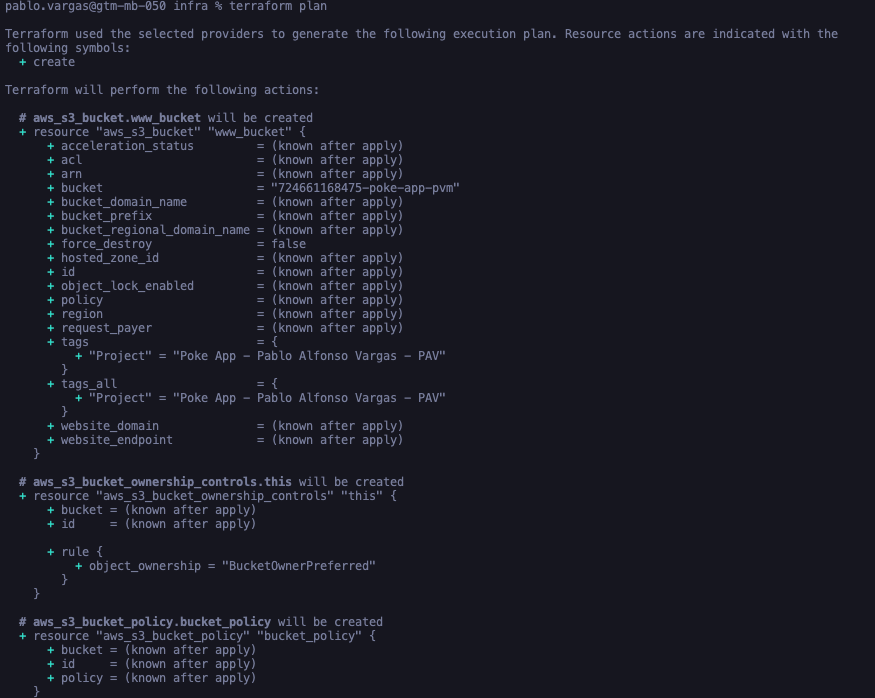 pablo.vargas@gtm-mb-050 infra % terraform plan
Terraform used the selected providers to generate the following execution plan. Resource actions are indicated with the
following symbols:
+ create
Terraform will perform the following actions:
# aws_s3_bucket.www_bucket will be created
+ resource "aws_s3_bucket" "www_bucket" {
+ acceleration_status = (known after apply)
+ acl = (known after apply)
+ arn = (known after apply)
+ bucket = "724661168475-poke-app-pvm"
+ bucket_domain_name = (known after apply)
+ bucket_prefix = (known after apply)
+ bucket_regional_domain_name = (known after apply)
+ force_destroy = false
+ hosted_zone_id = (known after apply)
+ id = (known after apply)
+ object_lock_enabled = (known after apply)
+ policy = (known after apply)
+ region = (known after apply)
+ request_payer = (known after apply)
+ tags = {
+ "Project" = "Poke App - Pablo Alfonso Vargas - PAV"
}
+ tags_all = {
+ "Project" = "Poke App - Pablo Alfonso Vargas - PAV"
}
+ website_domain = (known after apply)
+ website_endpoint = (known after apply)
}
# aws_s3_bucket_ownership_controls.this will be created
+ resource "aws_s3_bucket_ownership_controls" "this" {
+ bucket = (known after apply)
+ id = (known after apply)
+ rule {
+ object_ownership = "BucketOwnerPreferred"
}
}
# aws_s3_bucket_policy.bucket_policy will be created
+ resource "aws_s3_bucket_policy" "bucket_policy" {
+ bucket = (known after apply)
+ id = (known after apply)
+ policy = (known after apply)
}